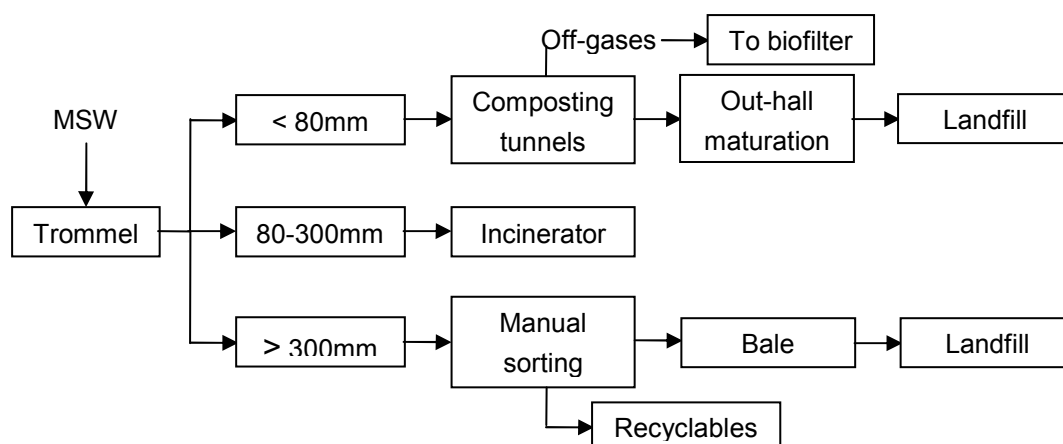 Off-gases
To biofilter
MSW
< 80mm
Composting
tunnels
Out-hall
maturation
Landfill
Trommel
80-300mm
Incinerator
> 300mm
Manual
sorting
Bale
Landfill
Recyclables